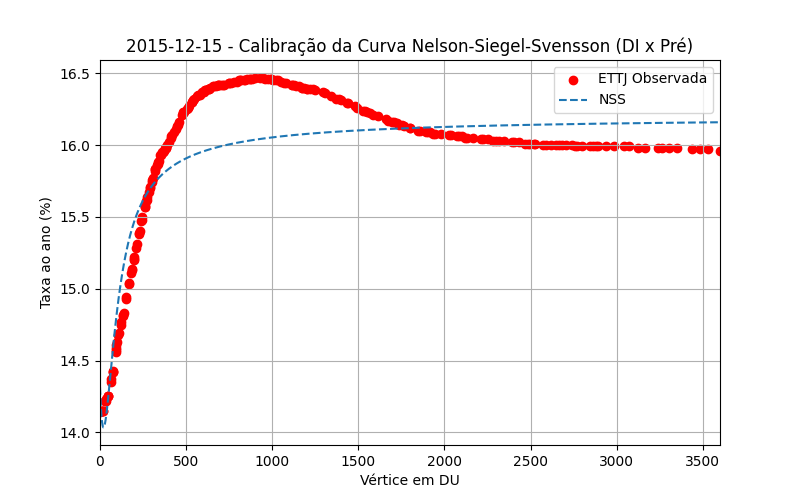 2015-12-15 - Calibração da Curva Nelson-Siegel-Svensson (DI x Pré)
ETTJ Observada
NSS
Taxa ao ano (%)
16.5
16.0
15.5
15.0
14.5
14.0
0 500 1000 1500 2000 2500 3000 3500
Vértice em DU